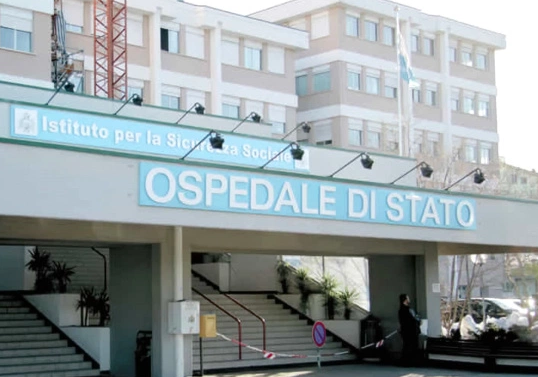 Istituto per la Sicurezza Sociale
OSPEDALE DI STATO